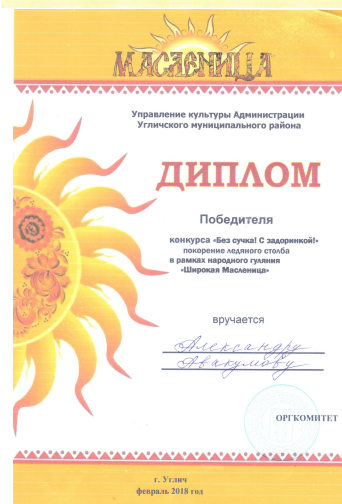 МАСЛЕНИЦА
Управление культуры Администрации
Угличского муниципального района
ДИПЛОМ
Победителя
конкурса «Без сучка! С задоринкой!»
покорение ледяного столба
в рамках народного гуляния
«Широкая Масленица»
вручается
Александру
Авакумову
ОРГКОМИТЕТ
г. Углич
февраль 2018 год